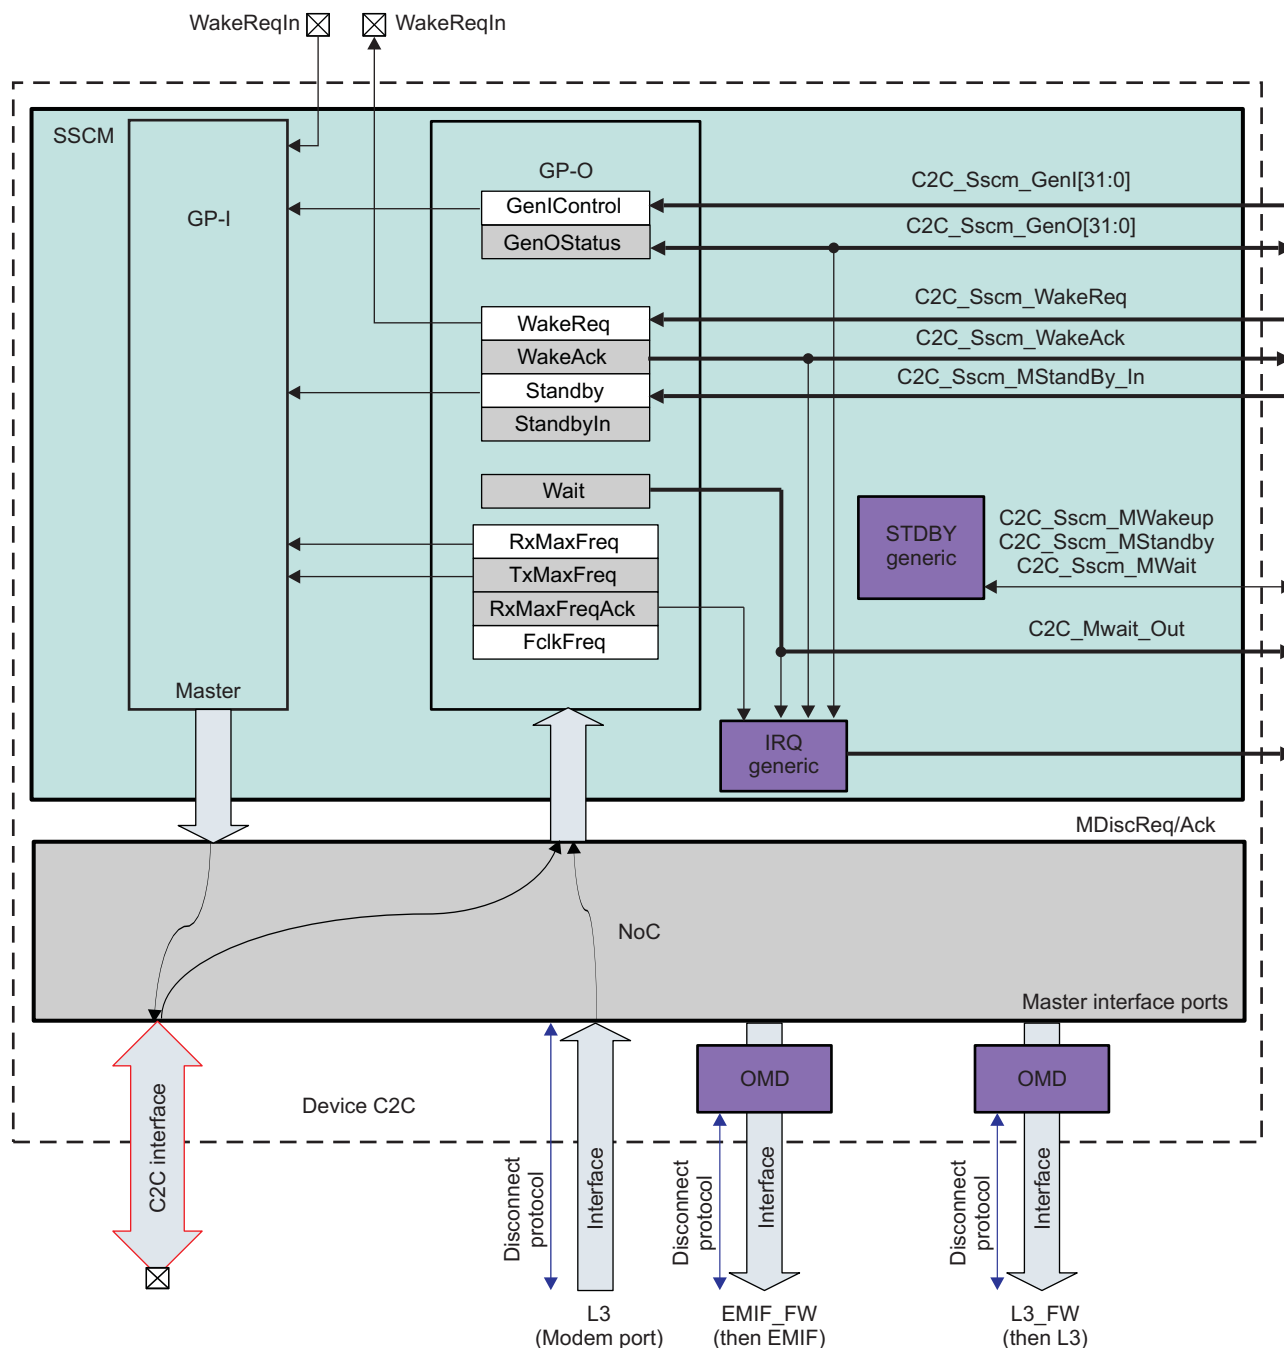 WakeReqIn
WakeReqIn
SSCM
GP-I
Master
GP-O
GenIControl
GenOStatus
WakeReq
WakeAck
Standby
StandbyIn
Wait
RxMaxFreq
TxMaxFreq
RxMaxFreqAck
FclkFreq
C2C_Sscm_GenI[31:0]
C2C_Sscm_GenO[31:0]
C2C_Sscm_WakeReq
C2C_Sscm_WakeAck
C2C_Sscm_MStandBy_In
STDBY
generic
C2C_Sscm_MWakeup
C2C_Sscm_MStandby
C2C_Sscm_MWait
C2C_Mwait_Out
IRQ
generic
MDiscReq/Ack
NoC
Master interface ports
C2C interface
Device C2C
Disconnect
protocol
Interface
L3
(Modem port)
OMD
Disconnect
protocol
Interface
EMIF_FW
(then EMIF)
OMD
Disconnect
protocol
Interface
L3_FW
(then L3)